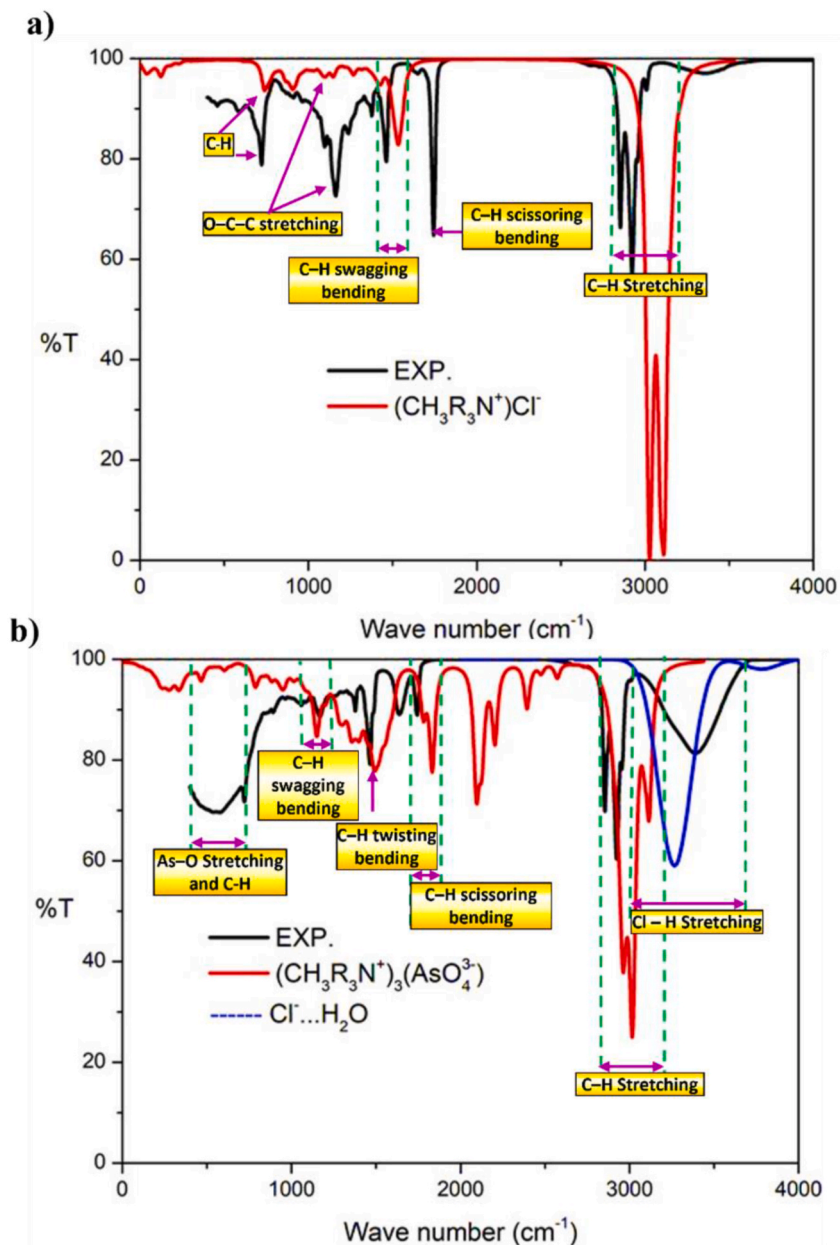 a)
100
80
60
40
20
0
%T
C-H
O–C–C stretching
C–H swagging
bending
C–H scissoring
bending
C–H Stretching
EXP.
(CH₃R₃N⁺)Cl⁻
0
1000
2000
3000
4000
Wave number (cm⁻¹)
b)
100
80
60
40
20
0
%T
As–O Stretching
and C-H
C–H
swagging
bending
C–H twisting
bending
C–H scissoring
bending
Cl – H Stretching
C–H Stretching
EXP.
(CH₃R₃N⁺)₃(AsO₄³⁻)
Cl⁻...H₂O
0
1000
2000
3000
4000
Wave number (cm⁻¹)